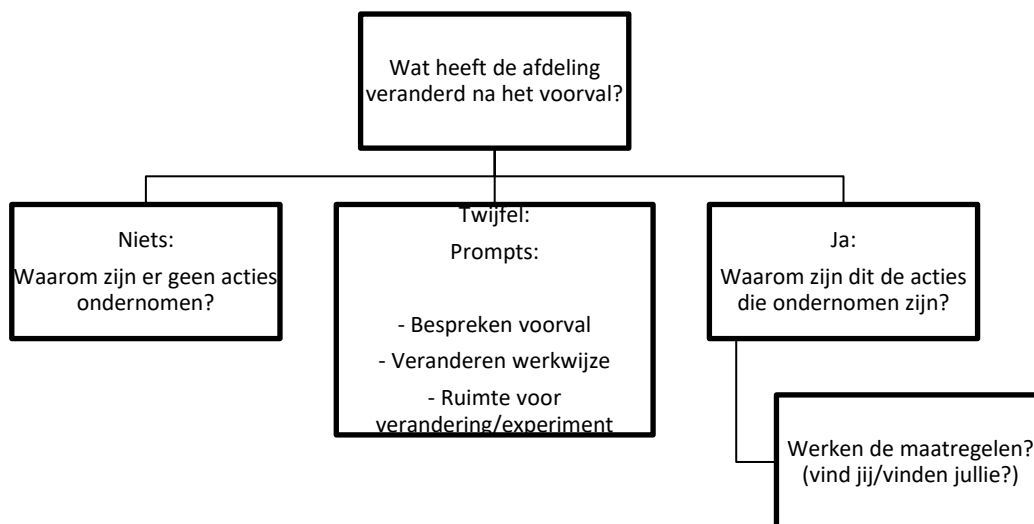 Wat heeft de afdeling
veranderd na het voorval?
Niets:
Waarom zijn er geen acties
ondernomen?
Twijfel:
Prompts:
- Bespreken voorval
- Veranderen werkwijze
- Ruimte voor
verandering/experiment
Ja:
Waarom zijn dit de acties
die ondernomen zijn?
Werken de maatregelen?
(vind jij/vinden jullie?)